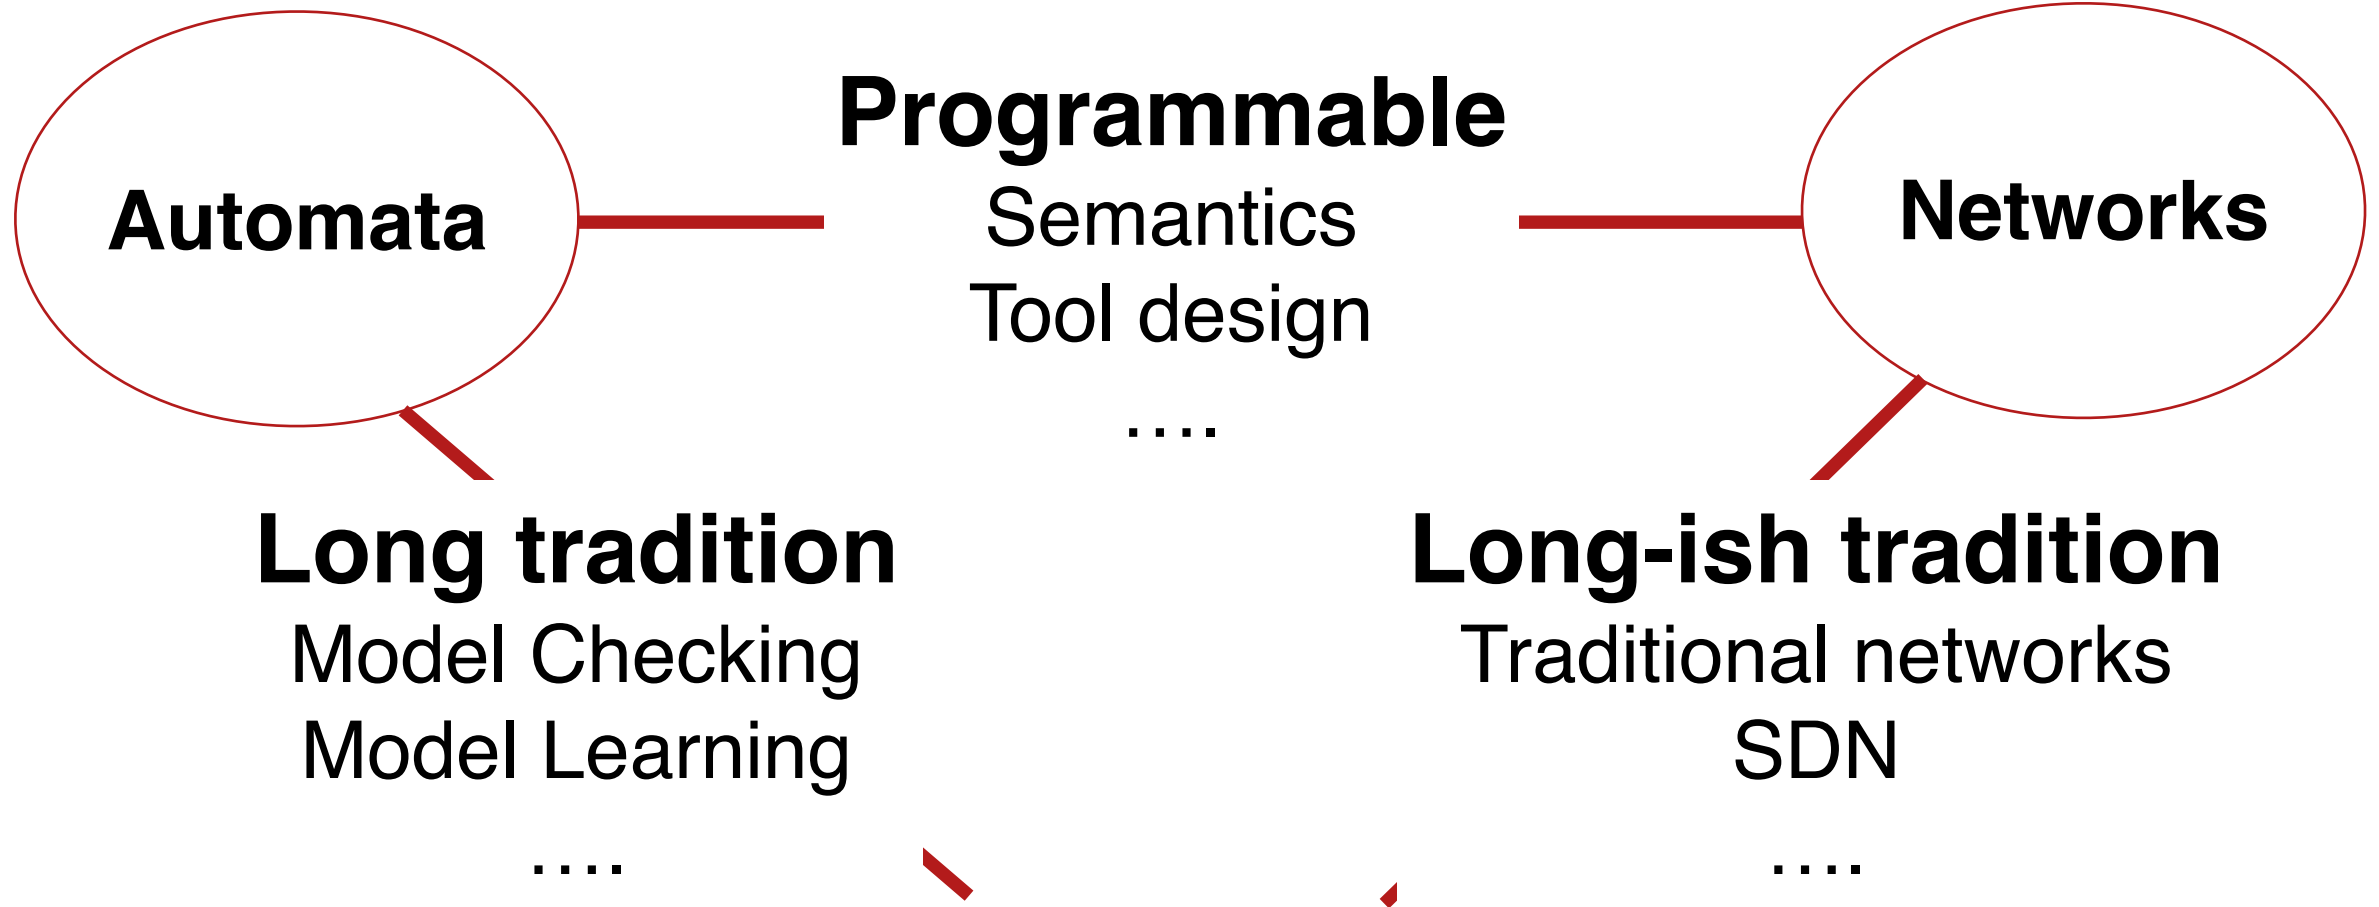 Automata
Programmable
Semantics
Tool design
....
Networks
Long tradition
Model Checking
Model Learning
....
Long-ish tradition
Traditional networks
SDN
....